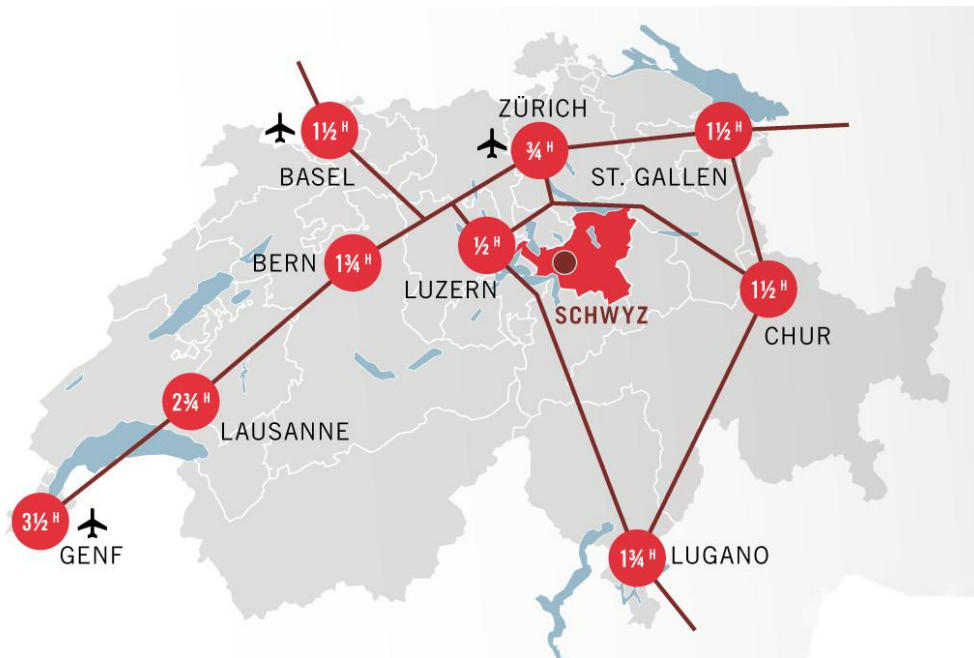 ZÜRICH
¾ H
1½ H
BASEL
1½ H
ST. GALLEN
BERN
1¾ H
½ H
LUZERN
SCHWYZ
1½ H
CHUR
2¾ H
LAUSANNE
3½ H
GENF
1¾ H
LUGANO